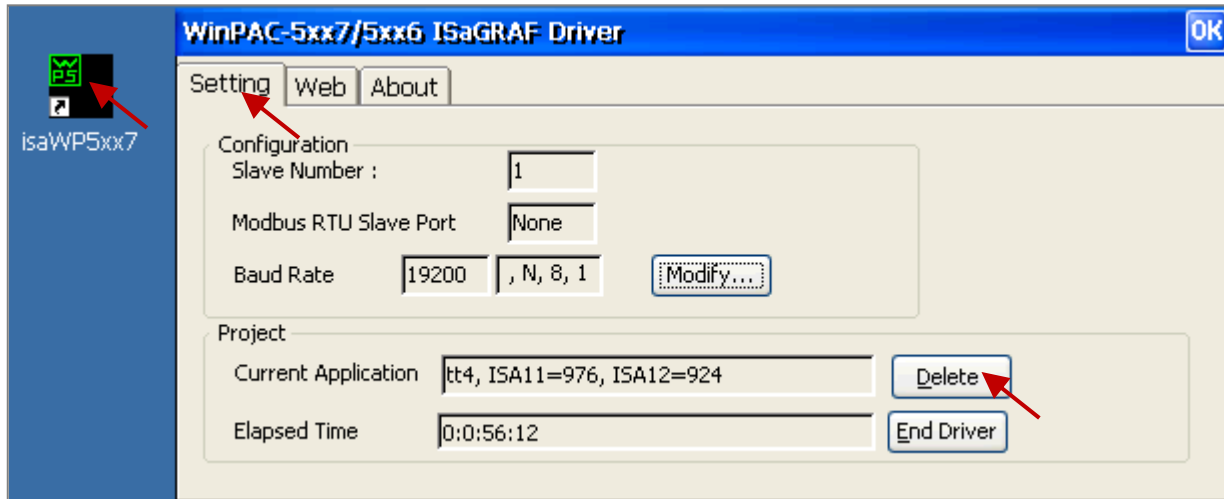 WinPAC-5xx7/5xx6 ISaGRAF Driver OK
WPS
isaWP5xx7
Setting Web About
Configuration
Slave Number : 1
Modbus RTU Slave Port None
Baud Rate 19200 , N, 8, 1 Modify...
Project
Current Application tt4, ISA11=976, ISA12=924 Delete
Elapsed Time 0:0:56:12 End Driver